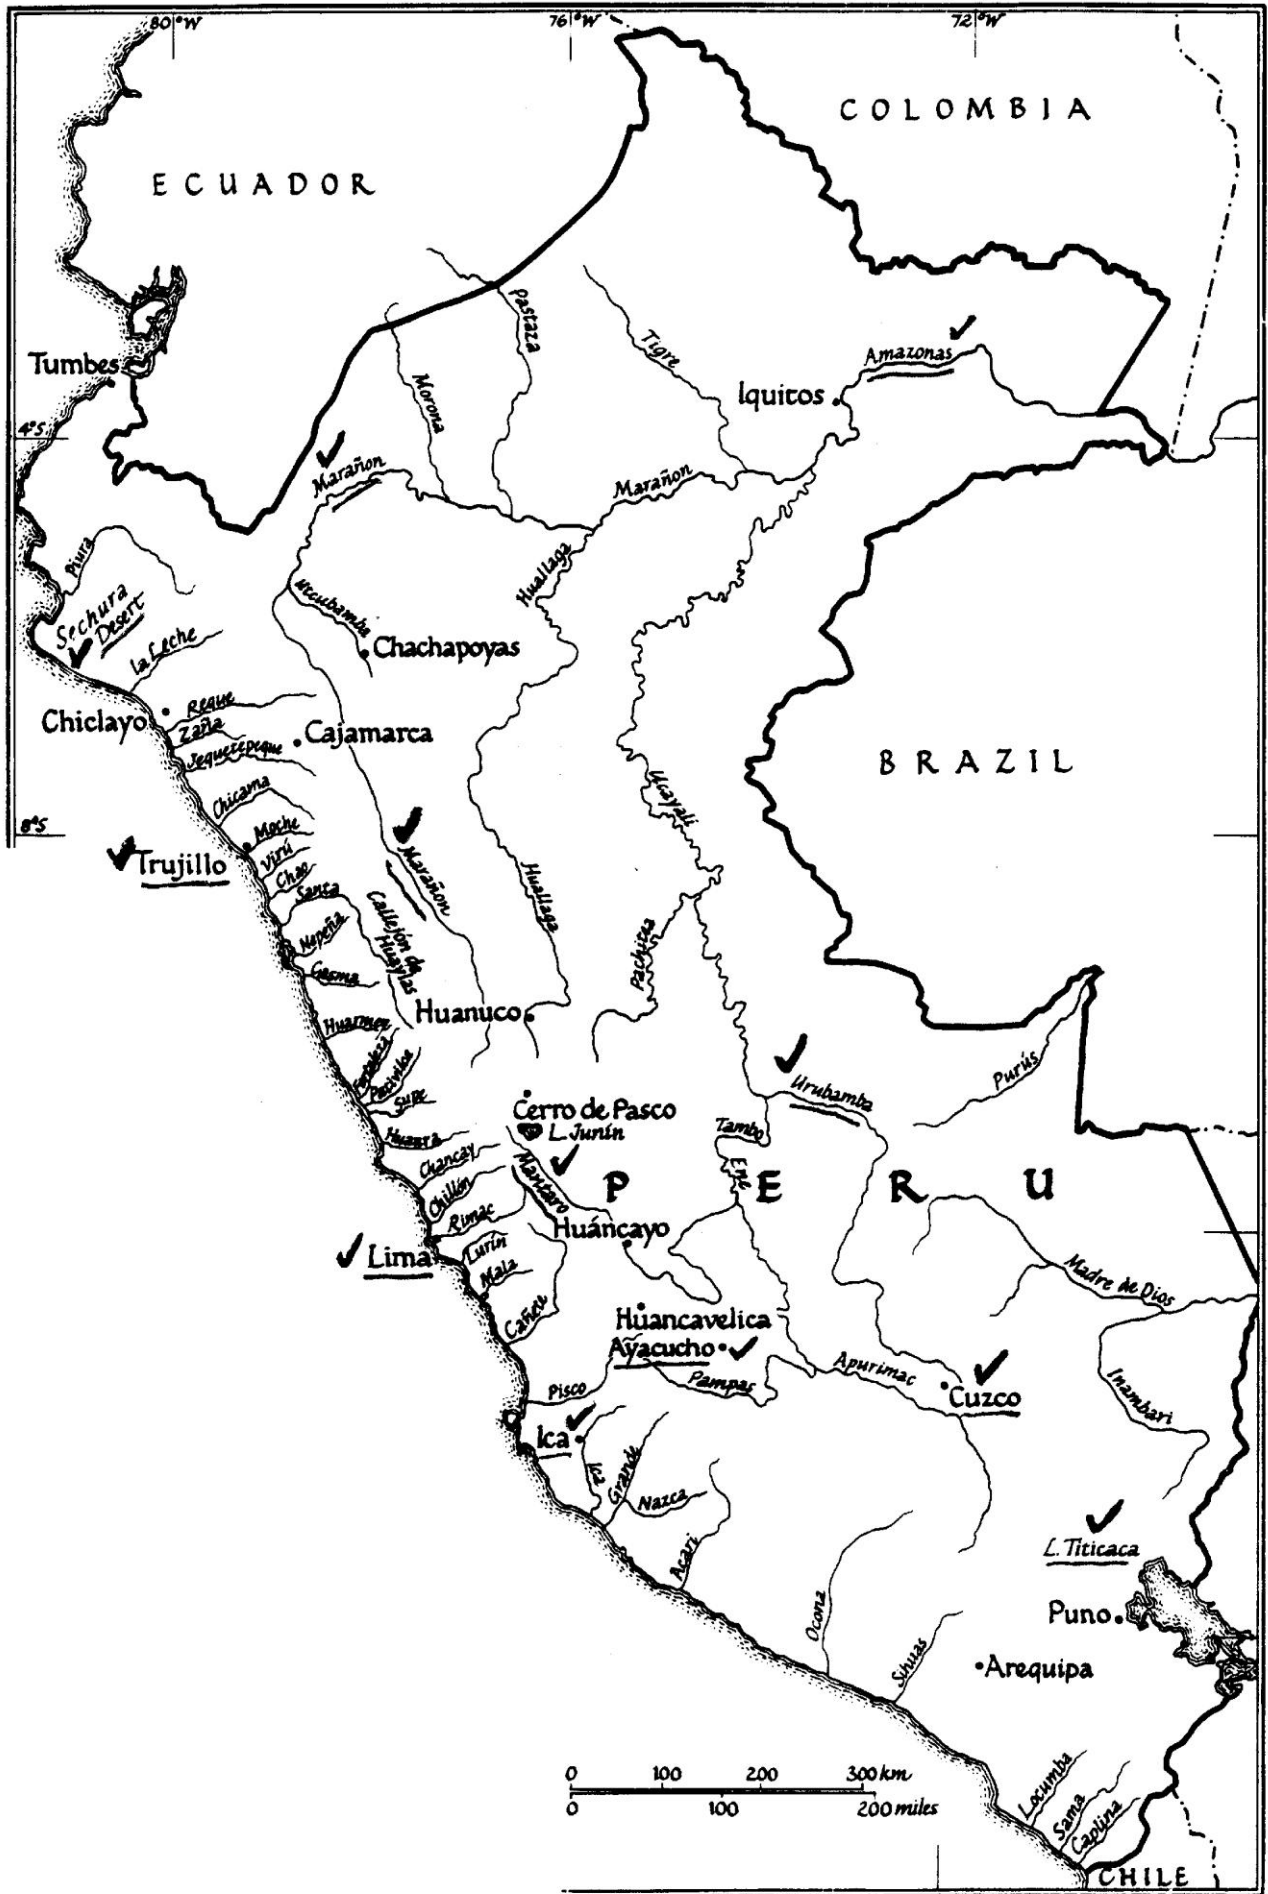 80°W
76°W
72°W
COLOMBIA
ECUADOR
Pastaza
Tigre
Amazonas
Tumbes
Morona
Iquitos
4°S
Marañon
Marañon
Piura
Huallaga
Sechura
Desert
Utcubamba
La Leche
Chachapoyas
Reque
Chiclayo
Zaña
Cajamarca
Jequetepeque
BRAZIL
Chicama
Ucayali
8°S
Moche
Trujillo
Virú
Marañon
Chao
Santa
Huallaga
Callejón de
Huaylas
Nepeña
Pachitea
Casma
Huanuco
Huarmey
Fortaleza
Pativilca
Purús
Urubamba
Supe
Cerro de Pasco
L. Junín
Tambo
Huaura
Chancay
Mantaro
Ene
PERU
Chillón
Rimac
Huáncayo
Lima
Lurín
Mala
Madre de Dios
Cañete
Huancavelica
Ayacucho
Apurimac
Pampas
Pisco
Cuzco
Inambari
Ica
Ica
Grande
Nazca
L. Titicaca
Acarí
Puno
Ocona
Sihuas
Arequipa
0 100 200 300 km
0 100 200 miles
Locumba
Sama
Caplina
CHILE